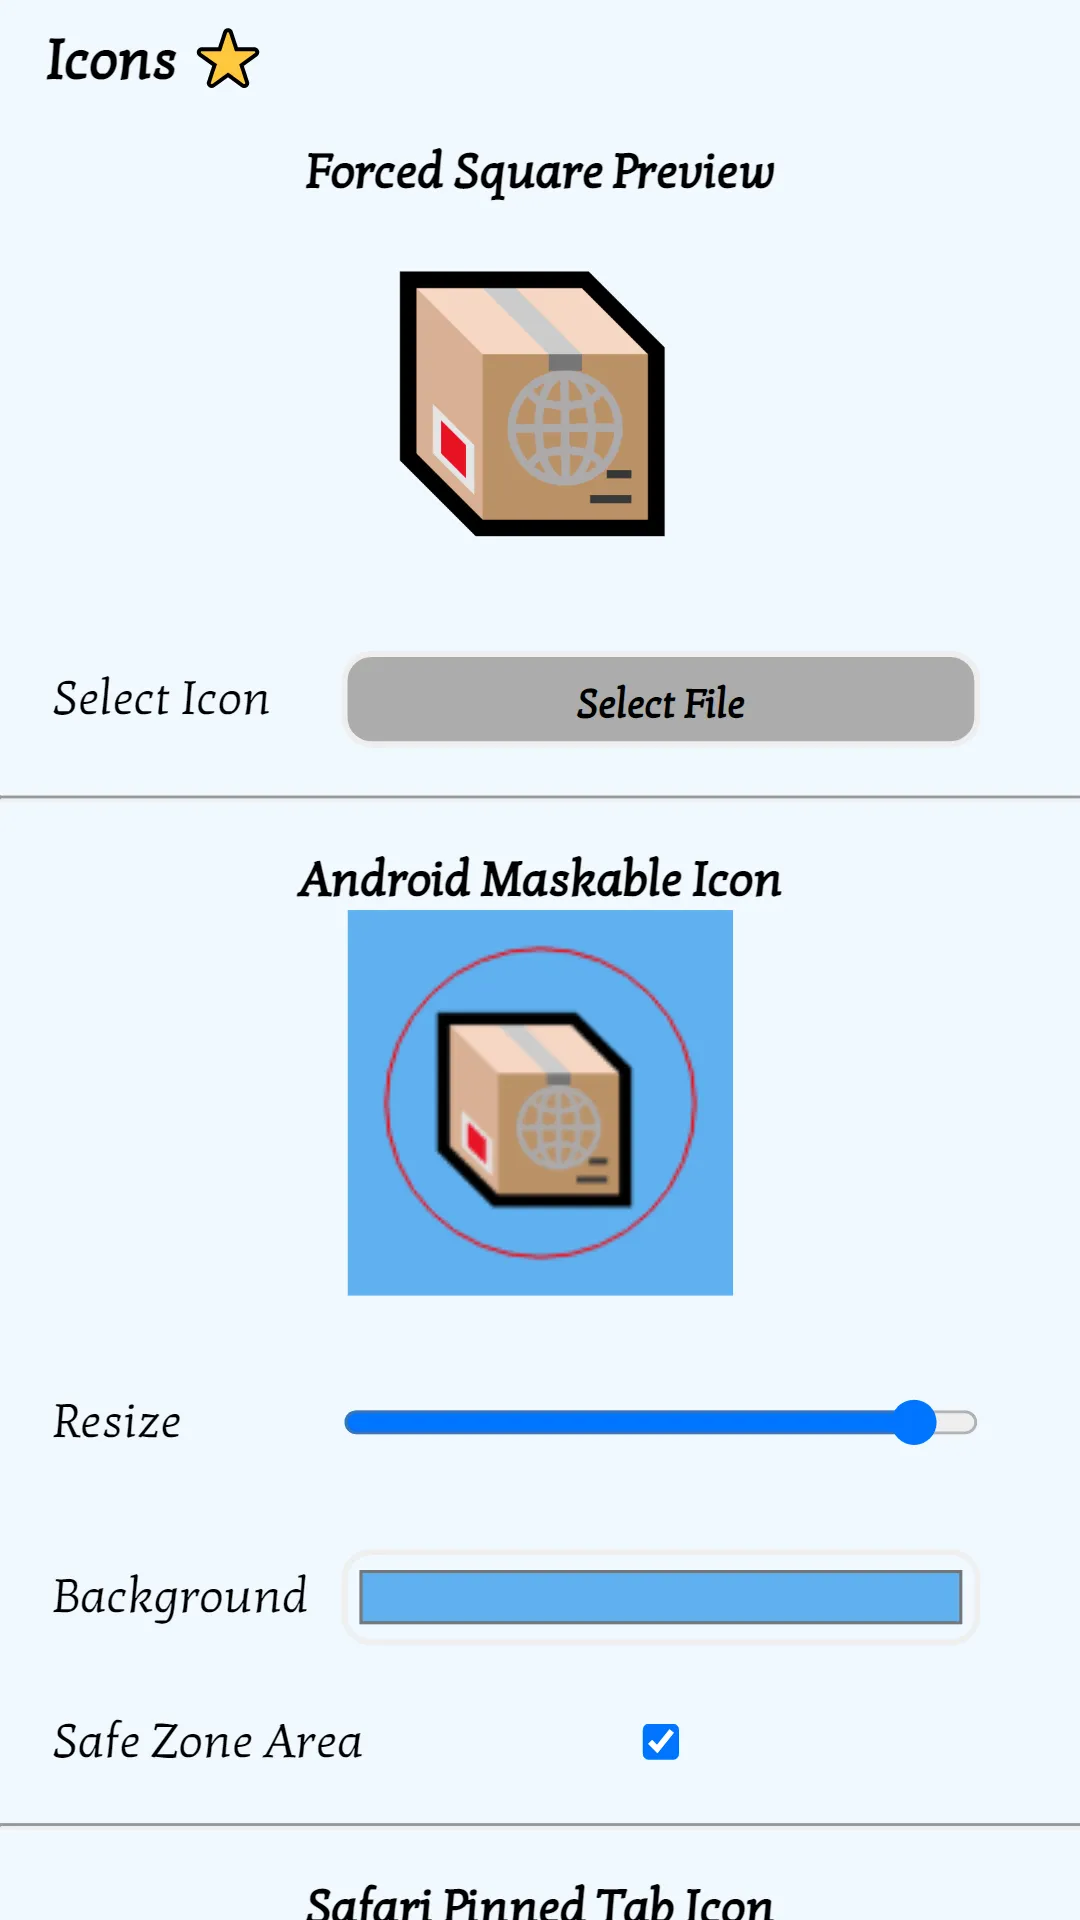 Icons
Forced Square Preview
Select Icon
Select File
Android Maskable Icon
Resize
Background
Safe Zone Area
Safari Pinned Tab Icon